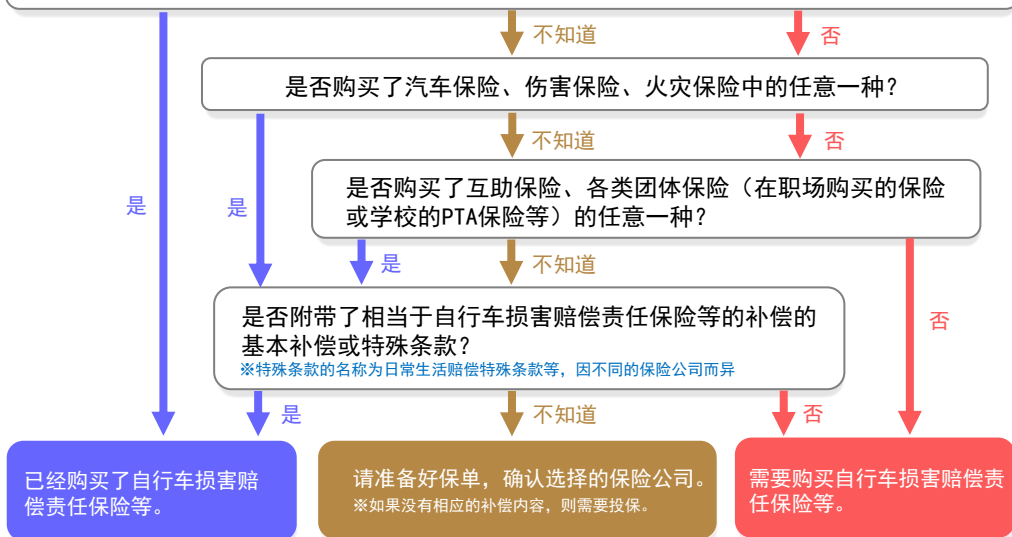 不知道
否
是否购买了汽车保险、伤害保险、火灾保险中的任意一种？
不知道
否
是
是
是否购买了互助保险、各类团体保险（在职场购买的保险
或学校的PTA保险等）的任意一种？
是
不知道
否
是否附带了相当于自行车损害赔偿责任保险等的补偿的
基本补偿或特殊条款？
※特殊条款的名称为日常生活赔偿特殊条款等，因不同的保险公司而异
是
不知道
否
已经购买了自行车损害赔
偿责任保险等。
请准备好保单，确认选择的保险公司。
※如果没有相应的补偿内容，则需要投保。
需要购买自行车损害赔偿责
任保险等。